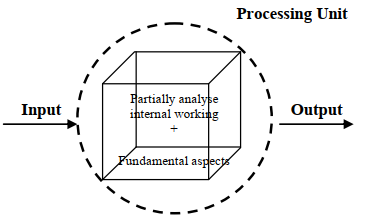 Processing Unit
Partially analyse
Input
internal working
Output
+
Fundamental aspects